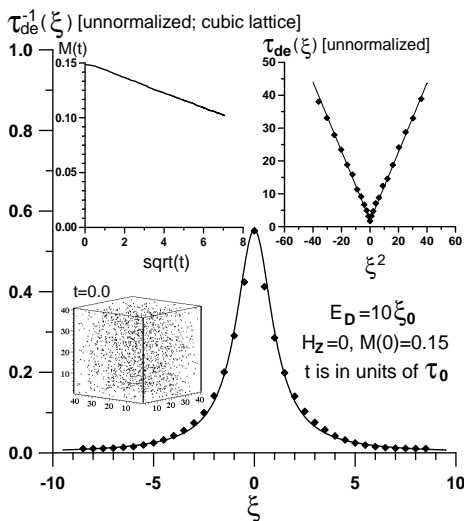 τde⁻¹(ξ) [unnormalized; cubic lattice]
M(t)
0.15
0.10
0.05
0.00
0 2 4 6 8
sqrt(t)
τde(ξ) [unnormalized]
50
40
30
20
10
0
-60 -40 -20 0 20 40 60
ξ²
1.0
0.8
0.6
0.4
0.2
0.0
t=0.0
40
30
20
10
40 30 20 10 10 20 30 40
E_D=10ξ₀
H_Z=0, M(0)=0.15
t is in units of τ₀
-10 -5 0 5 10
ξ